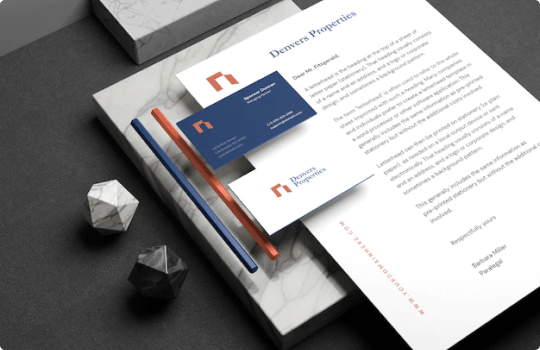 Denvers Properties
Dear Mr. Fitzgerald,
A letterhead is the heading at the top of a sheet of
letter paper (stationery). That heading usually consists
of a name and an address, and a logo or corporate
design, and sometimes a background pattern.
The term "letterhead" is often used to refer to the whole
sheet imprinted with such a heading. Many companies
and individuals prefer to create a letterhead template in
a word processor or other software application. This
generally includes the same information as pre-printed
stationery but without the additional costs involved.
Letterhead can then be printed on stationery (or plain
paper), as needed on a local output device or sent
electronically. That heading usually consists of a name
and an address, and a logo or corporate design, and
sometimes a background pattern.
This generally includes the same information as
pre-printed stationery but without the additional
involved.
Respectfully yours
Barbara Miller
Paralegal
WWW.YOURDOMAINHERE.COM
Denvers
Properties